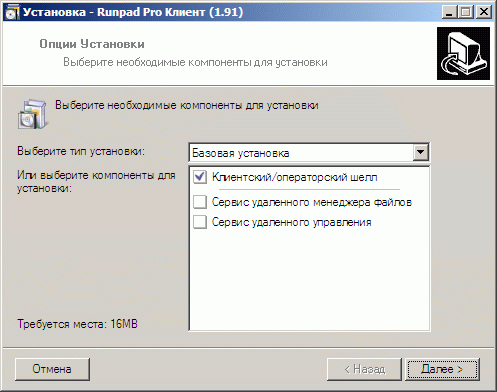 Установка - Runpad Pro Клиент (1.91)
Опции Установки
Выберите необходимые компоненты для установки
Выберите необходимые компоненты для установки
Выберите тип установки:
Базовая установка
Или выберите компоненты для
установки:
Клиентский/операторский шелл
Сервис удаленного менеджера файлов
Сервис удаленного управления
Требуется места: 16MB
Отмена
< Назад
Далее >